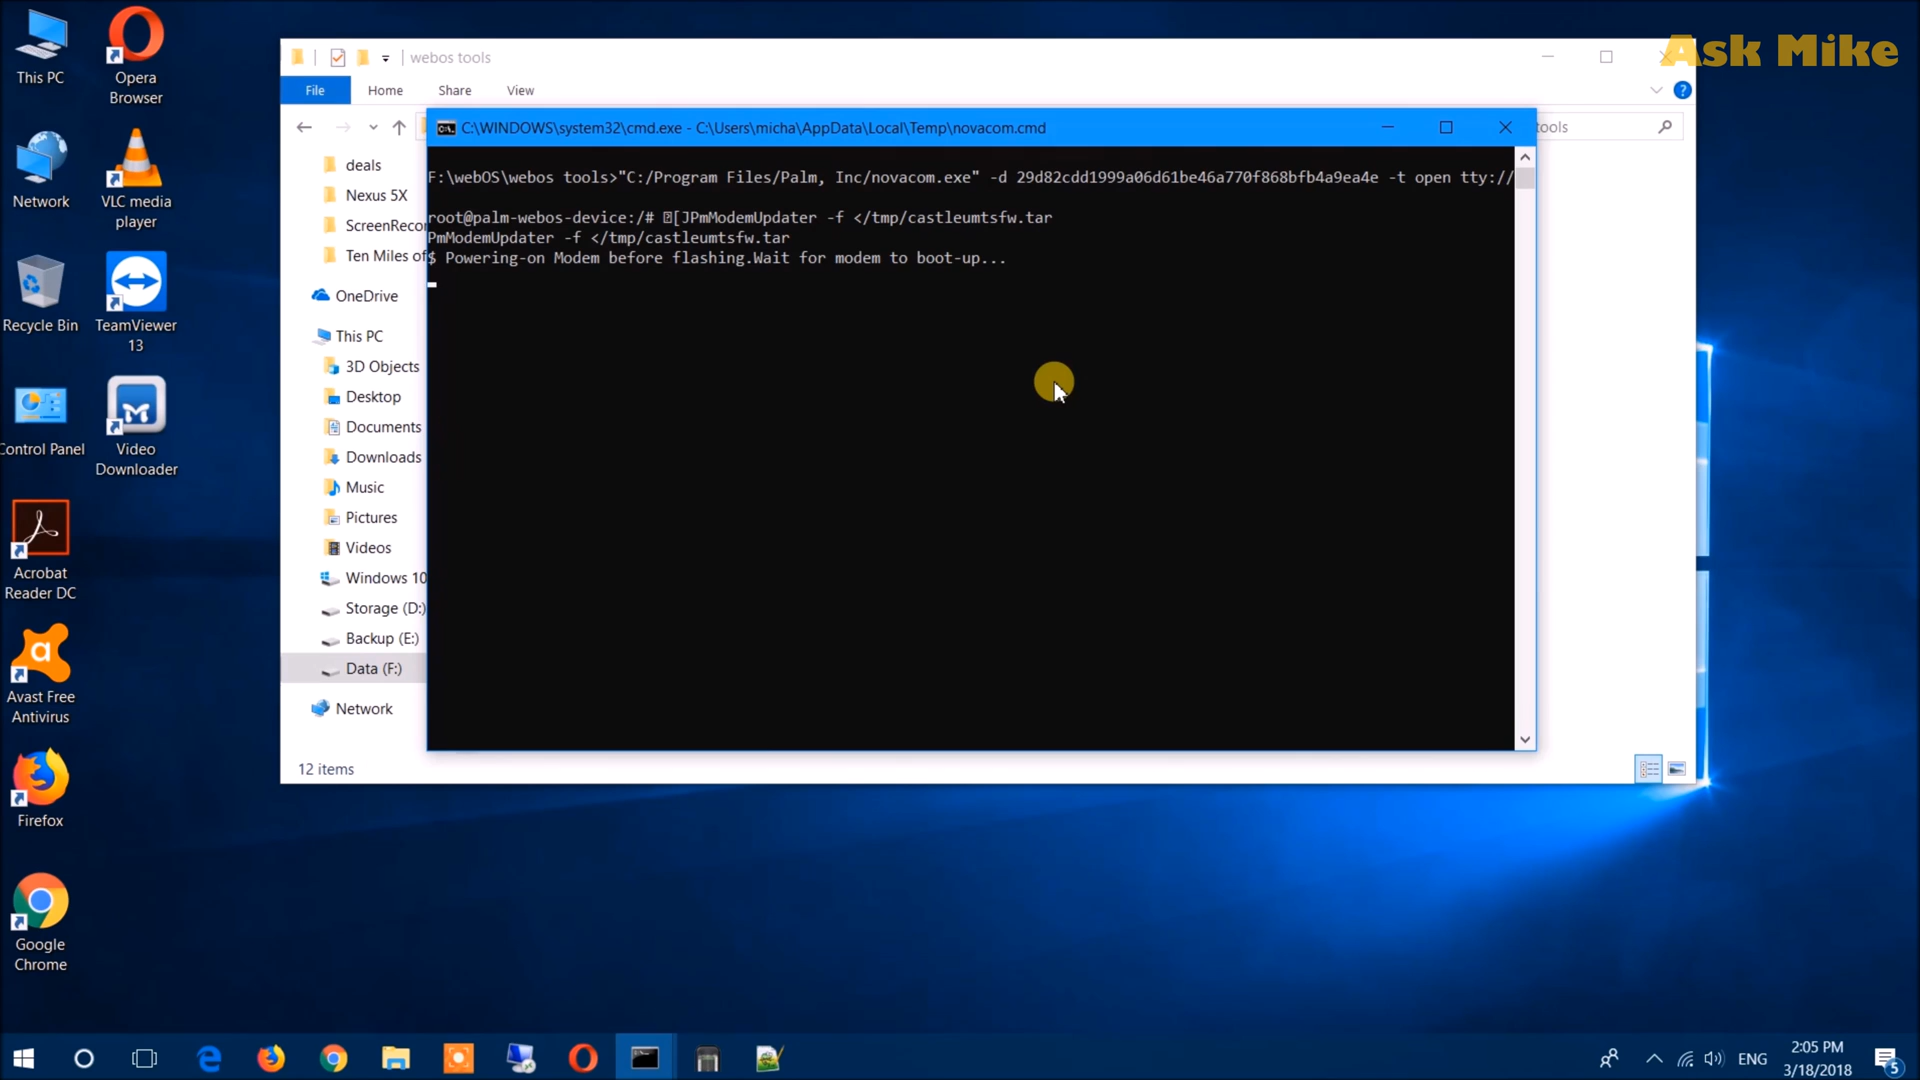 This PC
Opera
Browser
Network
VLC media
player
Recycle Bin
TeamViewer
13
Control Panel
Video
Downloader
Acrobat
Reader DC
Avast Free
Antivirus
Firefox
Google
Chrome
webos tools
Ask Mike
File
Home
Share
View
tools
deals
Nexus 5X
ScreenReco
Ten Miles of
OneDrive
This PC
3D Objects
Desktop
Documents
Downloads
Music
Pictures
Videos
Windows 10
Storage (D:)
Backup (E:)
Data (F:)
Network
12 items
C:\WINDOWS\system32\cmd.exe - C:\Users\micha\AppData\Local\Temp\novacom.cmd
F:\webOS\webos tools>"C:/Program Files/Palm, Inc/novacom.exe" -d 29d82cdd1999a06d61be46a770f868bfb4a9ea4e -t open tty://
root@palm-webos-device:/# [JPmModemUpdater -f </tmp/castleumtsfw.tar
PmModemUpdater -f </tmp/castleumtsfw.tar
$ Powering-on Modem before flashing.Wait for modem to boot-up...
ENG
2:05 PM
3/18/2018
5